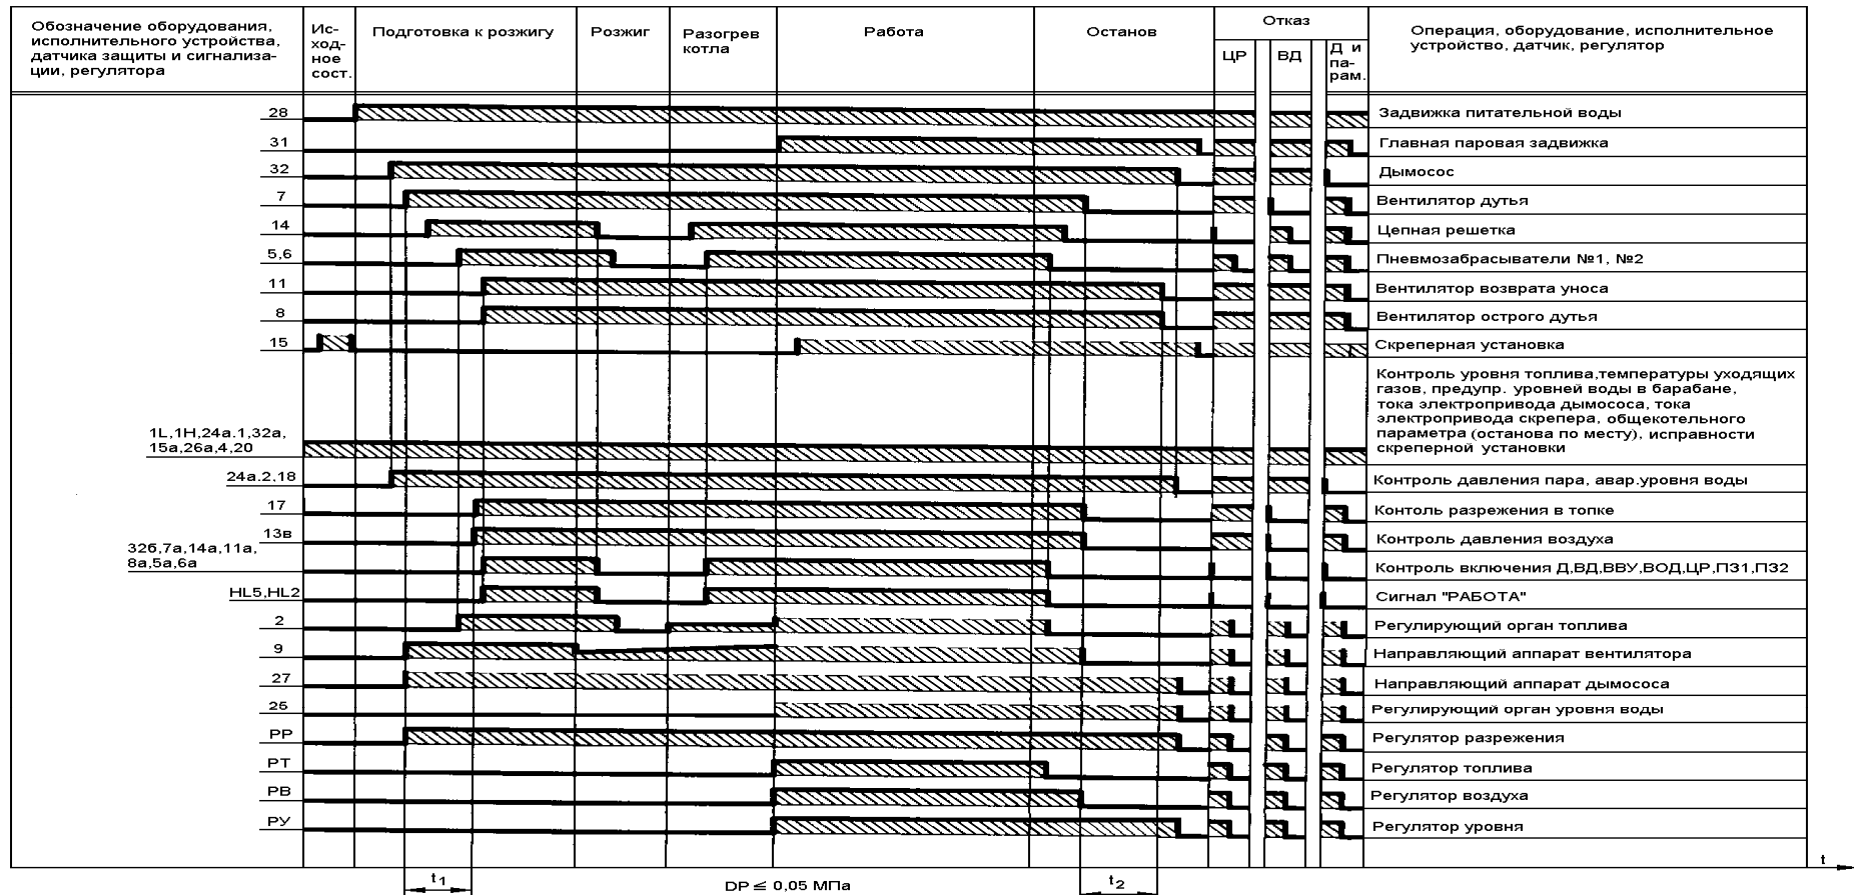 Обозначение оборудования,
исполнительного устройства,
датчика защиты и сигнализа-
ции, регулятора
Ис-
ход-
ное
сост.
Подготовка к розжигу
Розжиг
Разогрев
котла
Работа
Останов
Отказ
ЦР
ВД
Д и
па-
рам.
Операция, оборудование, исполнительное
устройство, датчик, регулятор
28
Задвижка питательной воды
31
Главная паровая задвижка
32
Дымосос
7
Вентилятор дутья
14
Цепная решетка
5,6
Пневмозабрасыватели №1, №2
11
Вентилятор возврата уноса
8
Вентилятор острого дутья
15
Скреперная установка
1L,1H,24а.1,32а,
15а,26а,4,20
Контроль уровня топлива,температуры уходящих
газов, предупр. уровней воды в барабане,
тока электропривода дымососа, тока
электропривода скрепера, общекотельного
параметра (останова по месту), исправности
скреперной установки
24а.2,18
Контроль давления пара, авар.уровня воды
17
Контоль разрежения в топке
13в
Контроль давления воздуха
32б,7а,14а,11а,
8а,5а,6а
Контроль включения Д,ВД,ВВУ,ВОД,ЦР,ПЗ1,ПЗ2
HL5,HL2
Сигнал "РАБОТА"
2
Регулирующий орган топлива
9
Направляющий аппарат вентилятора
27
Направляющий аппарат дымососа
25
Регулирующий орган уровня воды
РР
Регулятор разрежения
РТ
Регулятор топлива
РВ
Регулятор воздуха
РУ
Регулятор уровня
t
t1
DP ≤ 0,05 МПа
t2